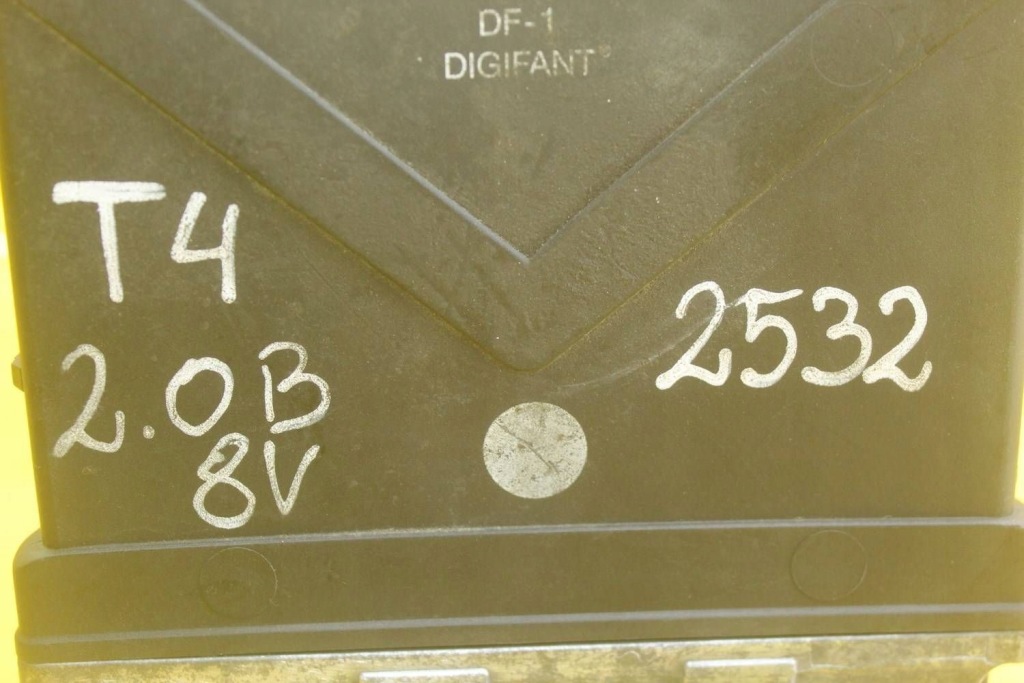 DF-1
DIGIFANT®
T4
2532
2.0B
8V